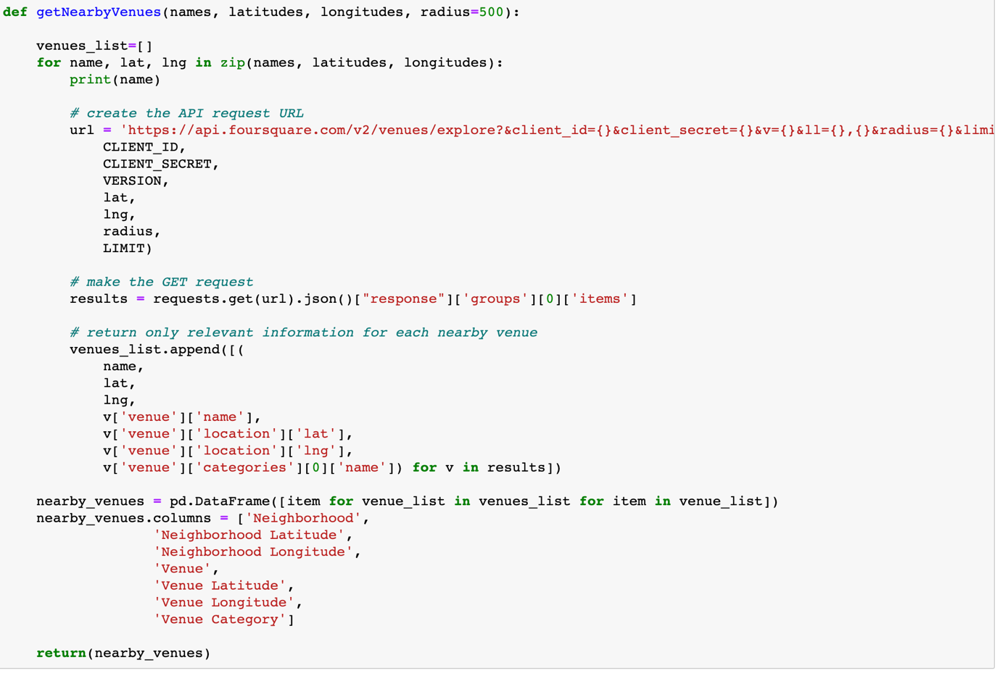 def getNearbyVenues(names, latitudes, longitudes, radius=500):
venues_list=[]
for name, lat, lng in zip(names, latitudes, longitudes):
print(name)
# create the API request URL
url = 'https://api.foursquare.com/v2/venues/explore?&client_id={}&client_secret={}&v={}&ll={},{}&radius={}&limi
CLIENT_ID,
CLIENT_SECRET,
VERSION,
lat,
lng,
radius,
LIMIT)
# make the GET request
results = requests.get(url).json()["response"]['groups'][0]['items']
# return only relevant information for each nearby venue
venues_list.append([(
name,
lat,
lng,
v['venue']['name'],
v['venue']['location']['lat'],
v['venue']['location']['lng'],
v['venue']['categories'][0]['name']) for v in results])
nearby_venues = pd.DataFrame([item for venue_list in venues_list for item in venue_list])
nearby_venues.columns = ['Neighborhood',
'Neighborhood Latitude',
'Neighborhood Longitude',
'Venue',
'Venue Latitude',
'Venue Longitude',
'Venue Category']
return(nearby_venues)